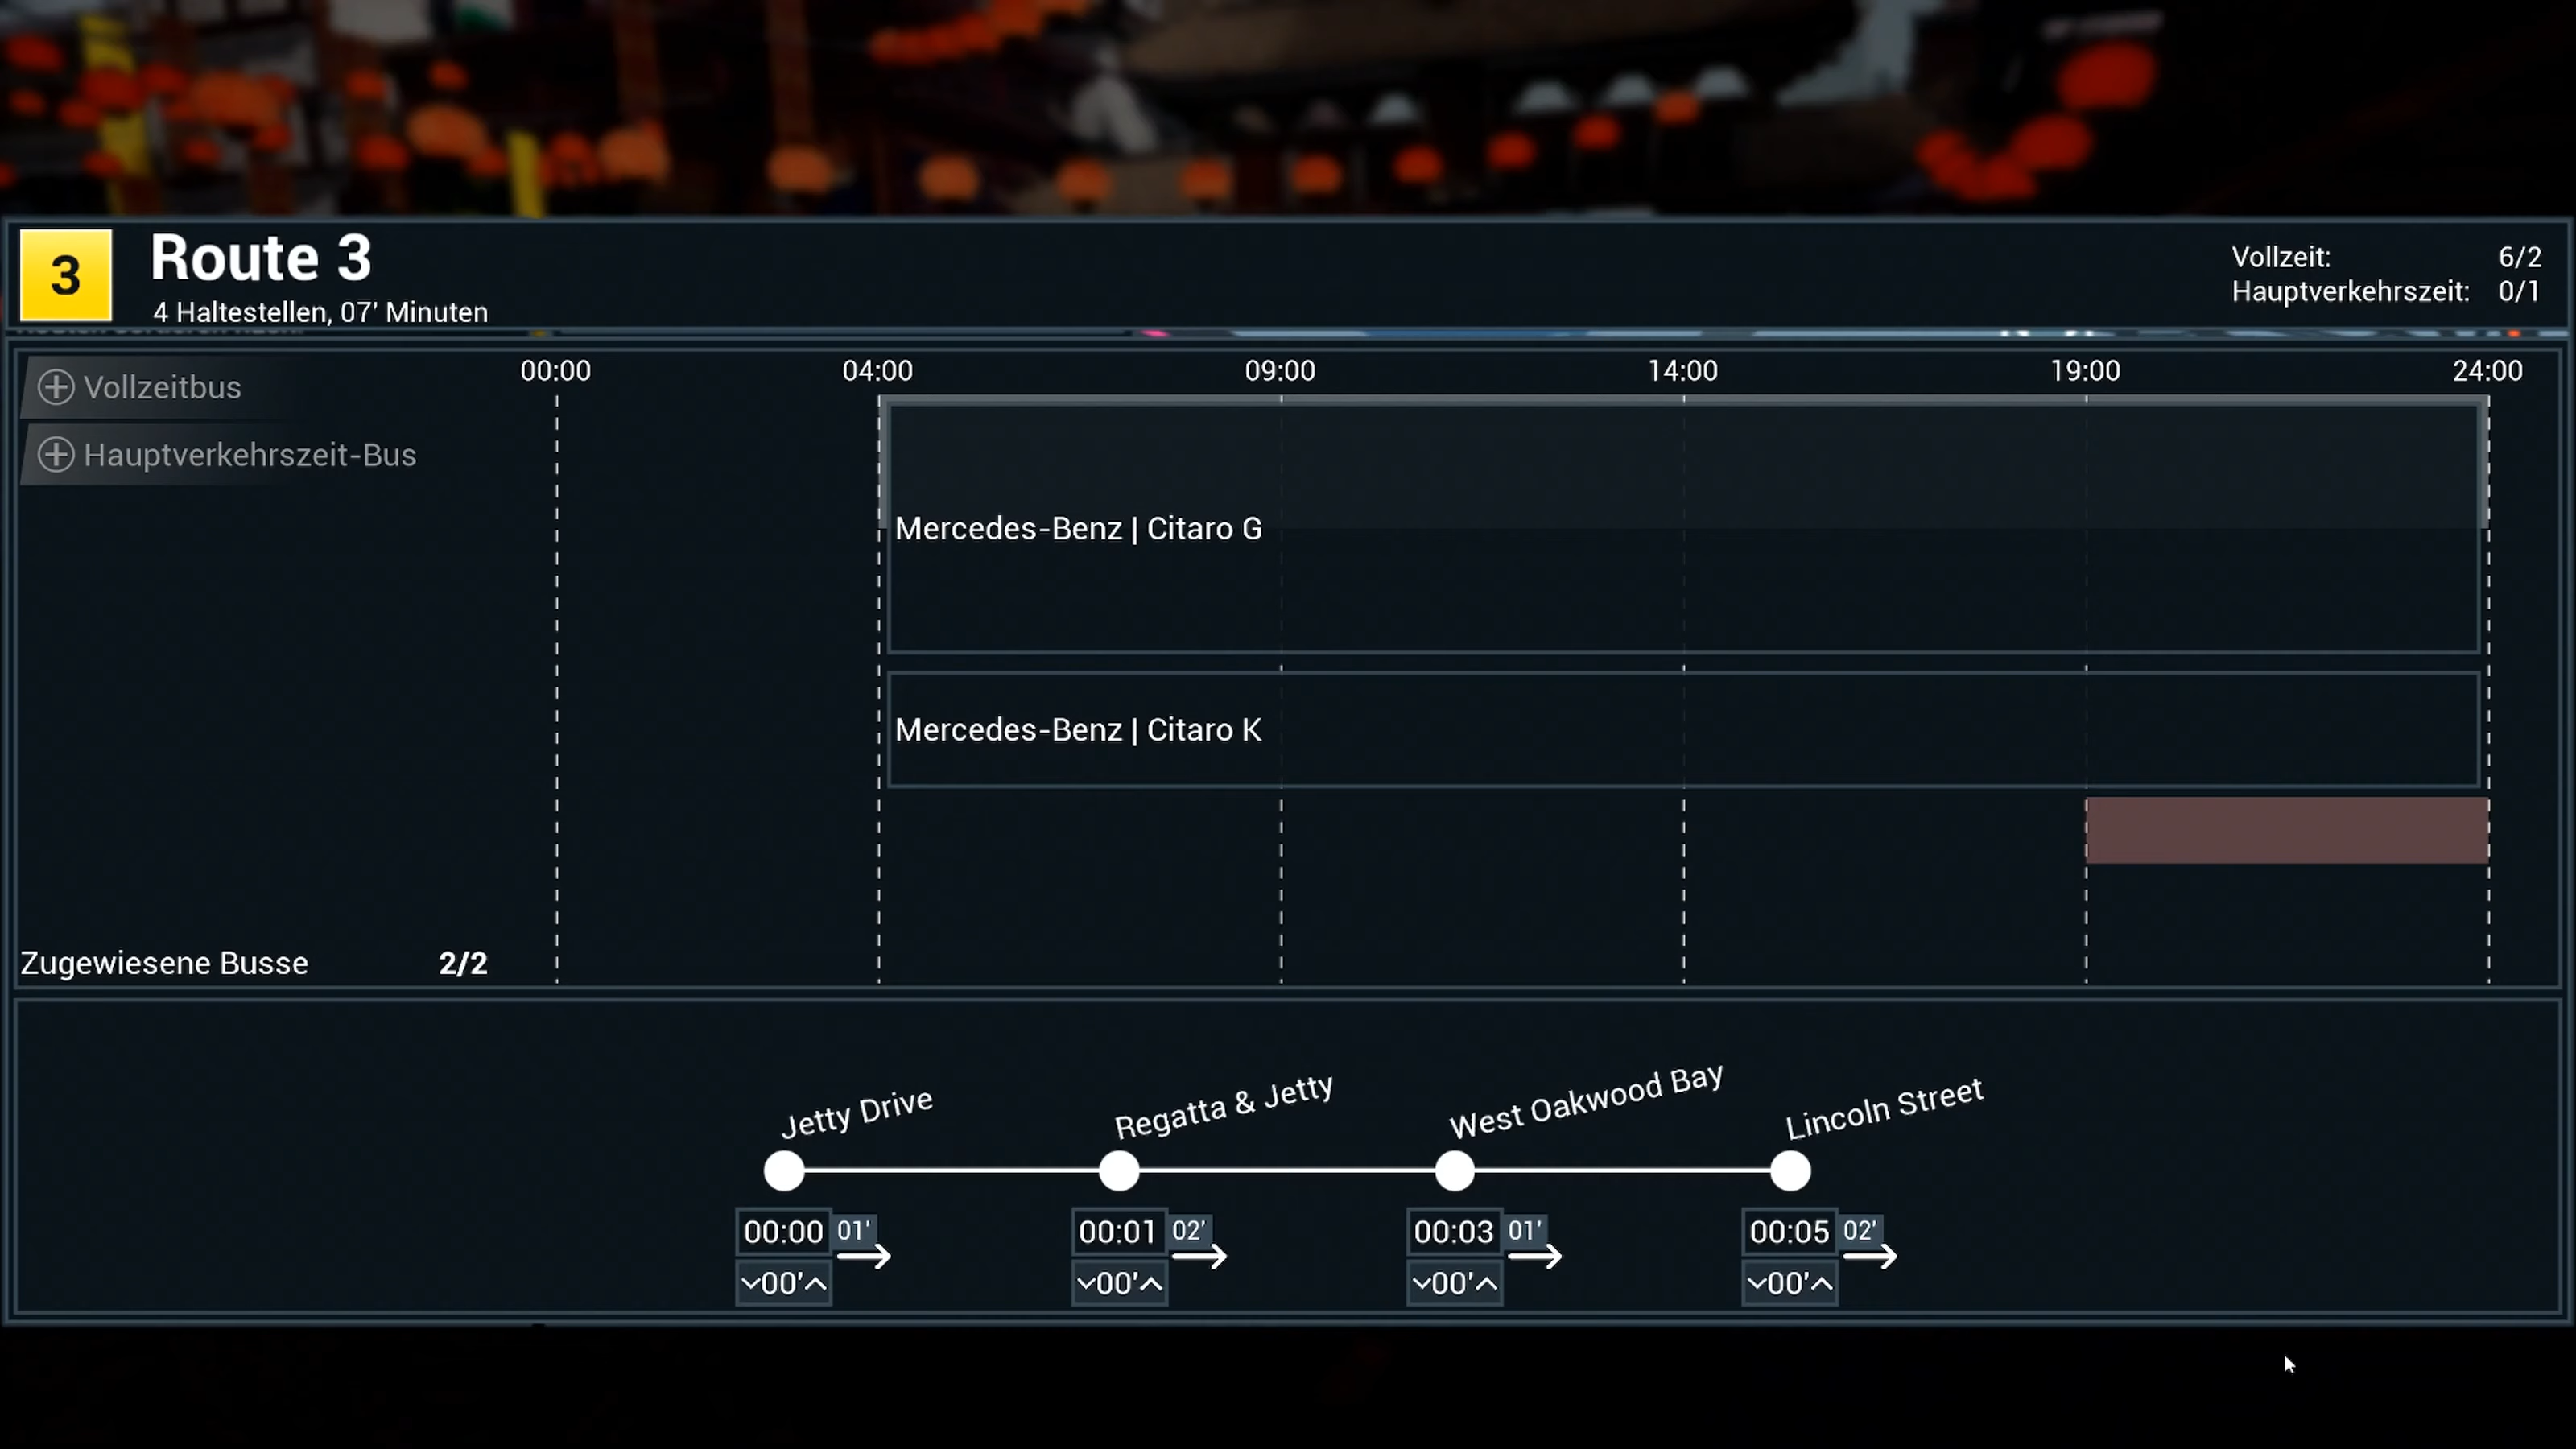 3
Route 3
4 Haltestellen, 07' Minuten
Vollzeit: 6/2
Hauptverkehrszeit: 0/1
Vollzeitbus
Hauptverkehrszeit-Bus
00:00 04:00 09:00 14:00 19:00 24:00
Mercedes-Benz | Citaro G
Mercedes-Benz | Citaro K
Zugewiesene Busse 2/2
Jetty Drive
Regatta & Jetty
West Oakwood Bay
Lincoln Street
00:00 01'
00'
00:01 02'
00'
00:03 01'
00'
00:05 02'
00'